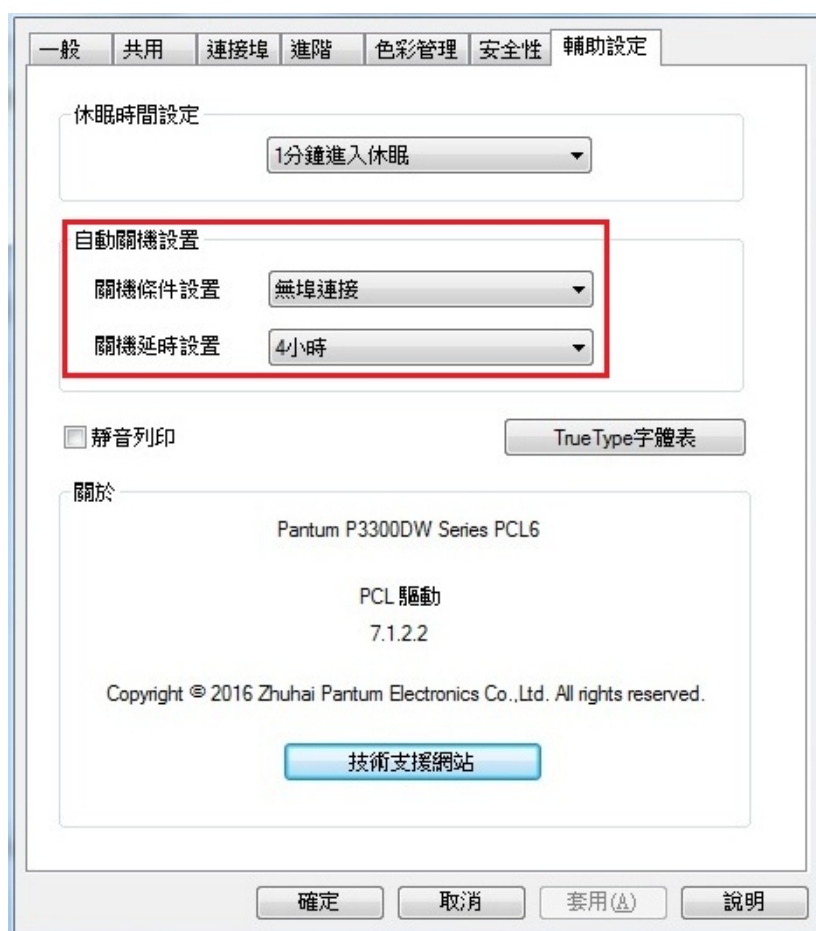 一般 共用 連接埠 進階 色彩管理 安全性 輔助設定
休眠時間設定
1分鐘進入休眠
自動關機設置
關機條件設置 無埠連接
關機延時設置 4小時
靜音列印 TrueType字體表
關於
Pantum P3300DW Series PCL6
PCL 驅動
7.1.2.2
Copyright © 2016 Zhuhai Pantum Electronics Co.,Ltd. All rights reserved.
技術支援網站
確定 取消 套用(A) 說明